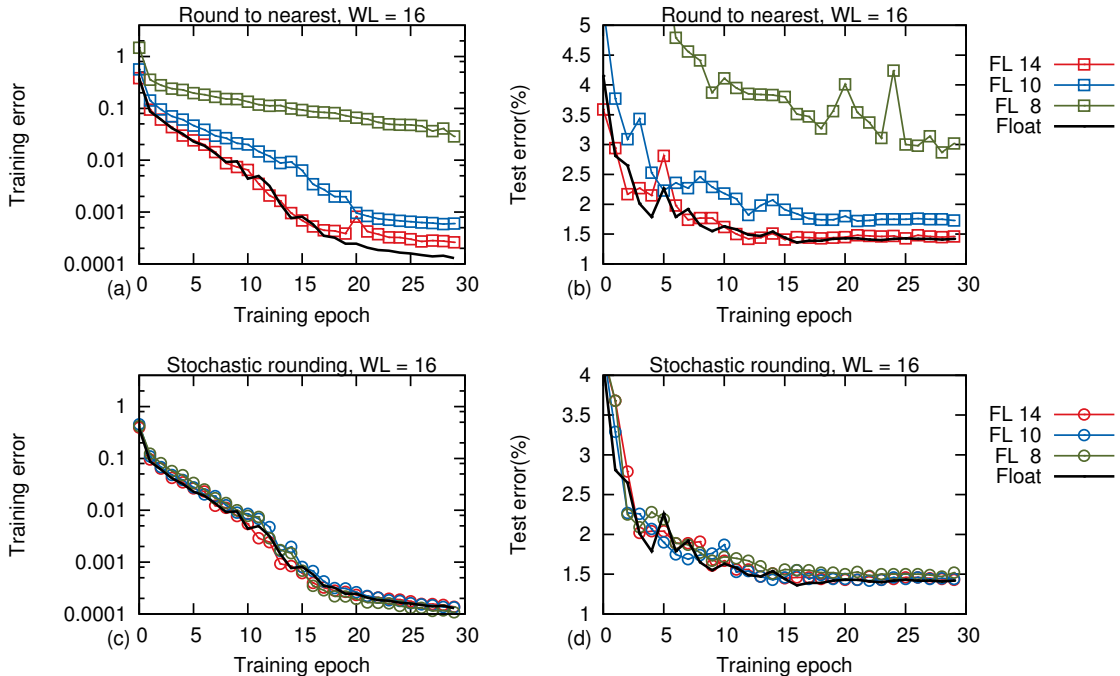 Round to nearest, WL = 16
Training error
1
0.1
0.01
0.001
0.0001
0 5 10 15 20 25 30
(a)
Training epoch
Round to nearest, WL = 16
Test error(%)
5
4.5
4
3.5
3
2.5
2
1.5
1
0 5 10 15 20 25 30
(b)
Training epoch
FL 14
FL 10
FL 8
Float
Stochastic rounding, WL = 16
Training error
1
0.1
0.01
0.001
0.0001
0 5 10 15 20 25 30
(c)
Training epoch
Stochastic rounding, WL = 16
Test error(%)
4
3.5
3
2.5
2
1.5
1
0 5 10 15 20 25 30
(d)
Training epoch
FL 14
FL 10
FL 8
Float